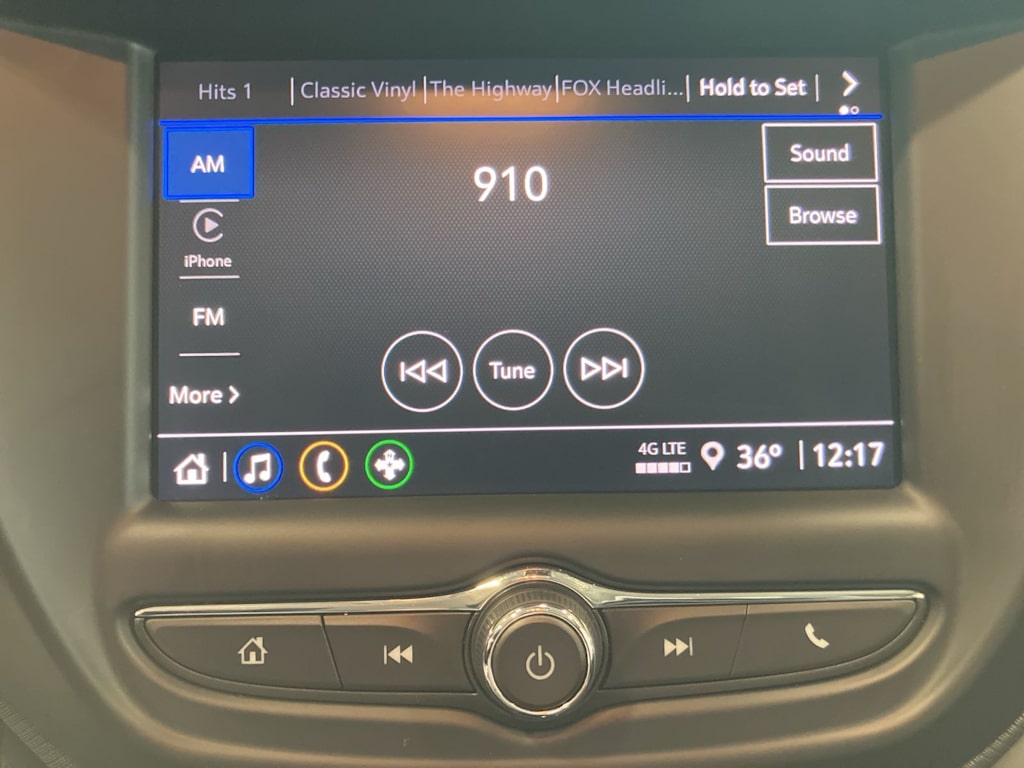 Hits 1 Classic Vinyl The Highway FOX Headli... Hold to Set
AM
910
Sound
Browse
iPhone
FM
Tune
More
4G LTE
36° 12:17